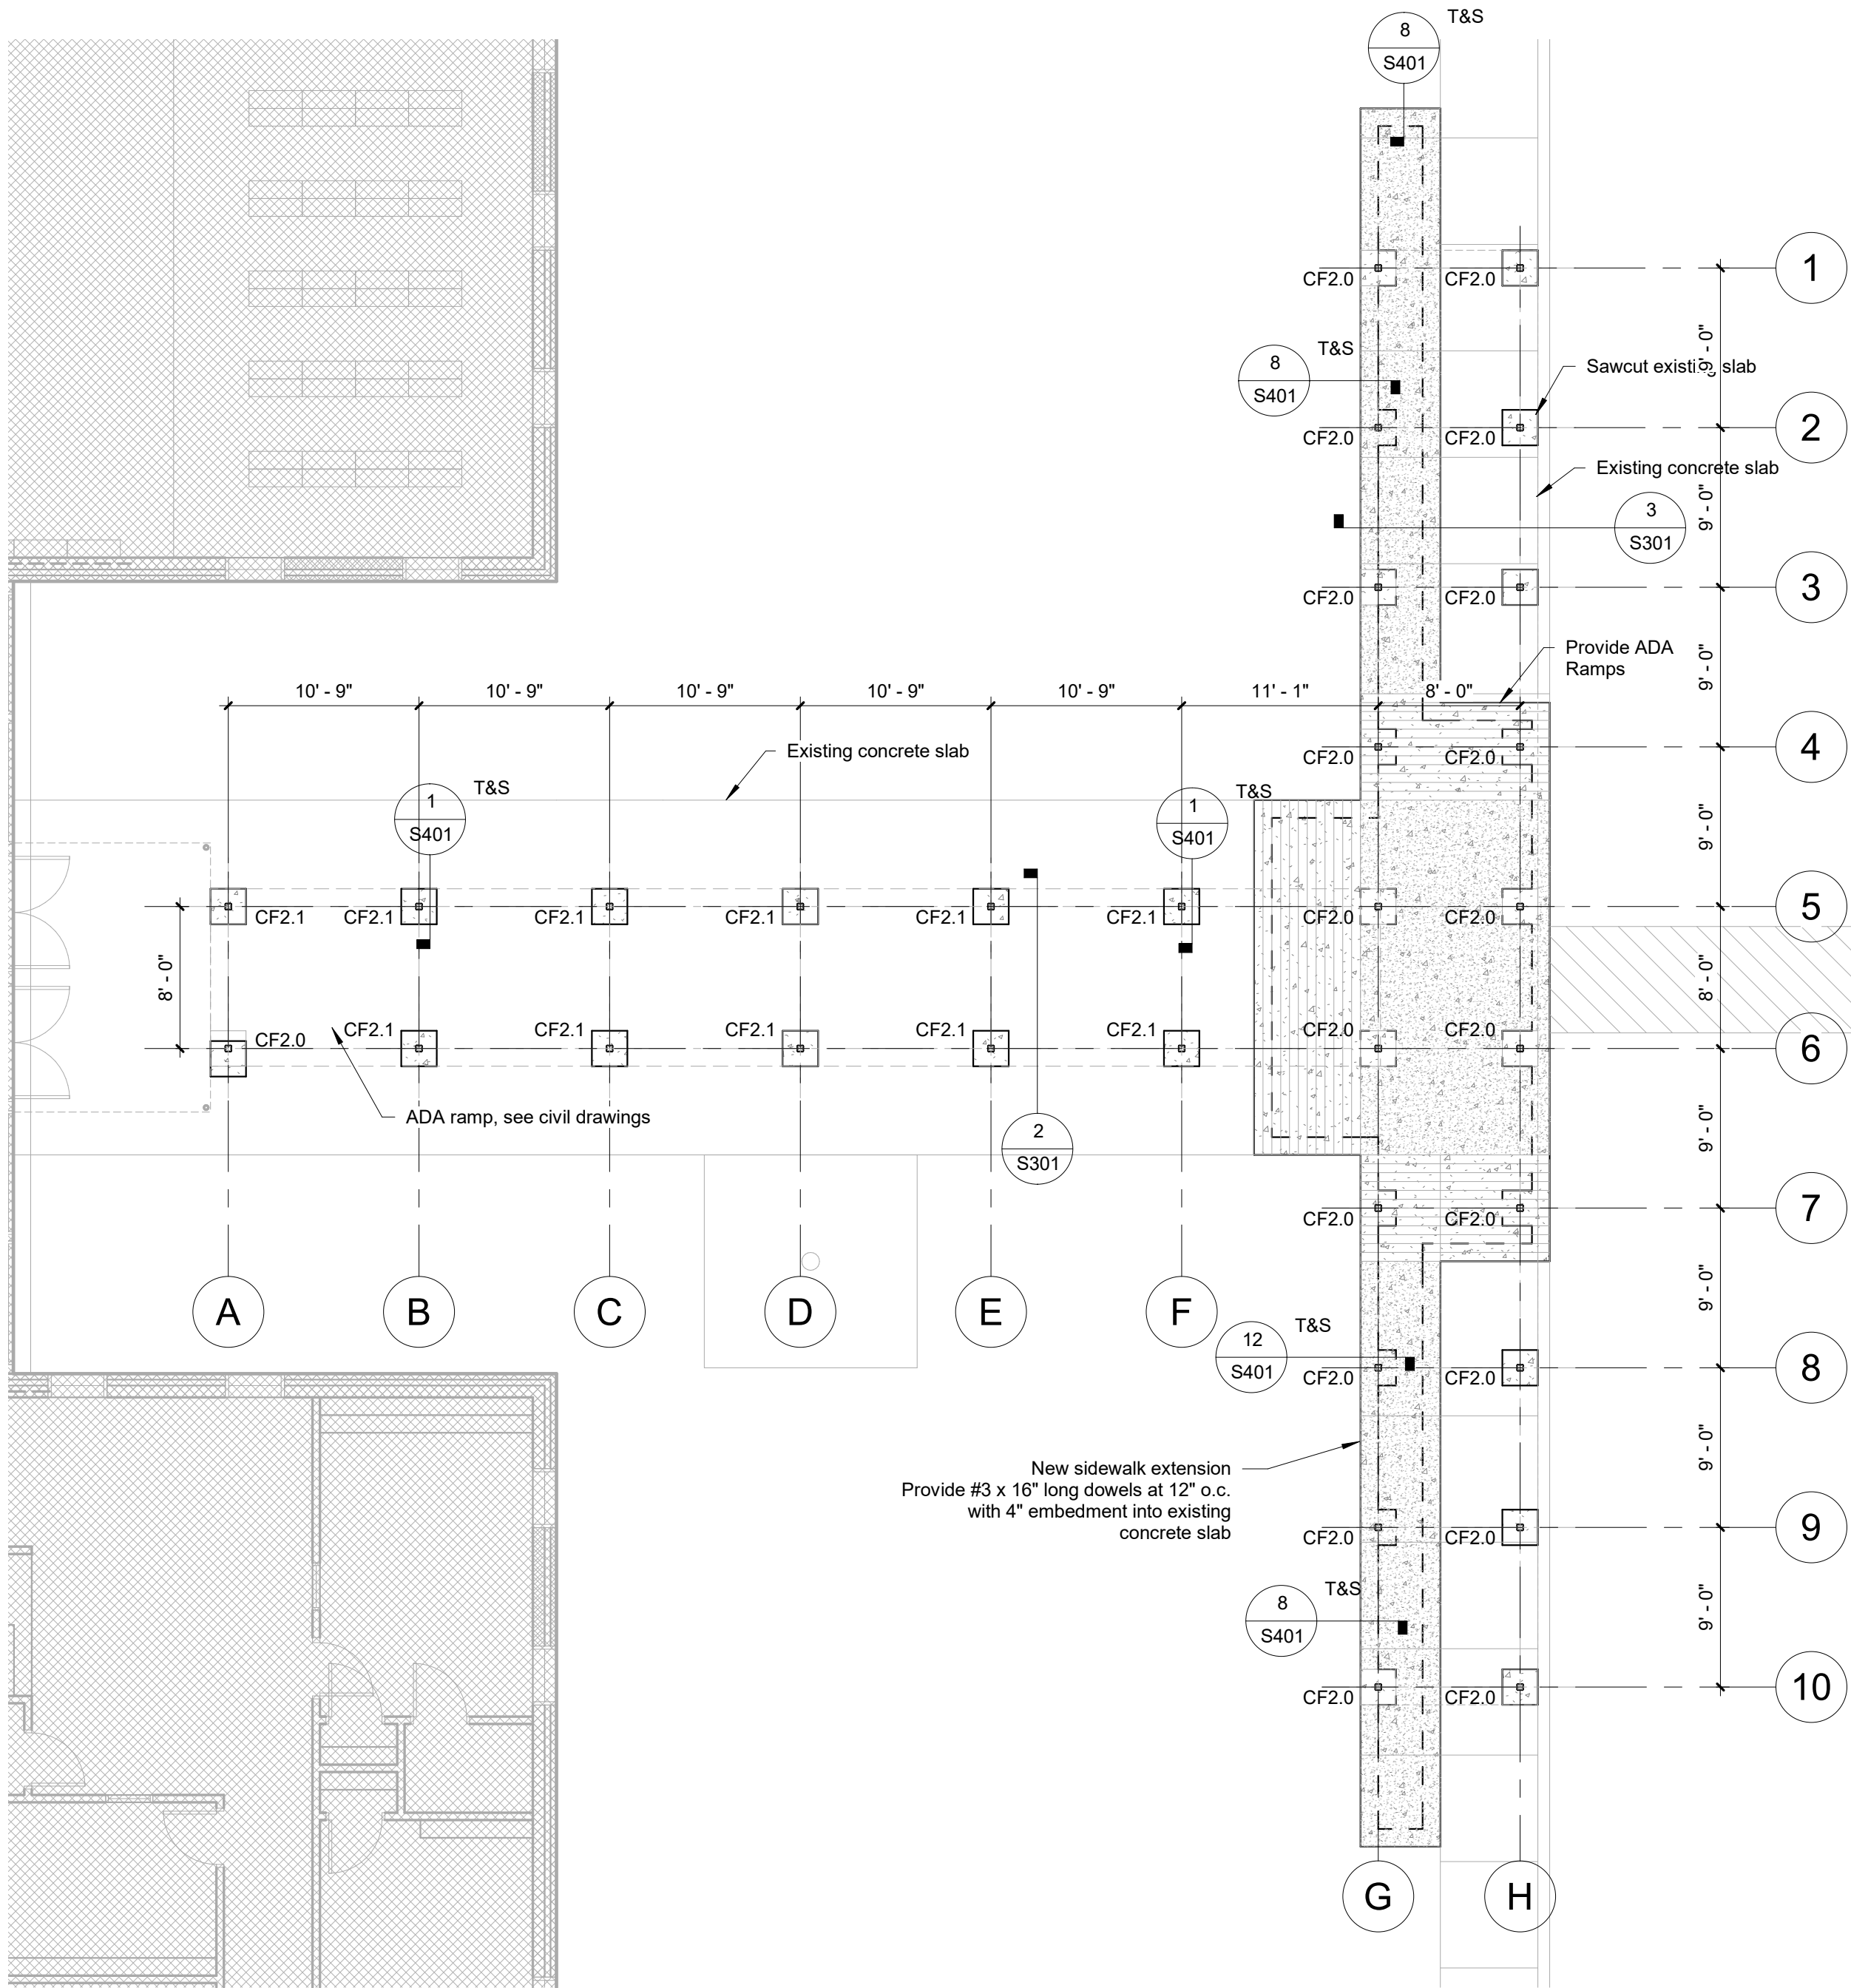 T&S
8
S401
1
CF2.0
CF2.0
9' - 0"
T&S
8
S401
Sawcut existing slab
2
CF2.0
CF2.0
Existing concrete slab
9' - 0"
3
S301
3
CF2.0
CF2.0
Provide ADA
Ramps
9' - 0"
10' - 9"
10' - 9"
10' - 9"
10' - 9"
10' - 9"
11' - 1"
8' - 0"
4
CF2.0
CF2.0
Existing concrete slab
T&S
1
S401
T&S
1
S401
9' - 0"
5
CF2.1
CF2.1
CF2.1
CF2.1
CF2.1
CF2.1
CF2.0
CF2.0
8' - 0"
8' - 0"
CF2.0
CF2.1
CF2.1
CF2.1
CF2.1
CF2.1
CF2.0
CF2.0
6
ADA ramp, see civil drawings
2
S301
9' - 0"
7
CF2.0
CF2.0
9' - 0"
A
B
C
D
E
F
12
S401
T&S
CF2.0
CF2.0
8
9' - 0"
New sidewalk extension
Provide #3 x 16" long dowels at 12" o.c.
with 4" embedment into existing
concrete slab
CF2.0
CF2.0
9
T&S
8
S401
9' - 0"
CF2.0
CF2.0
10
G
H